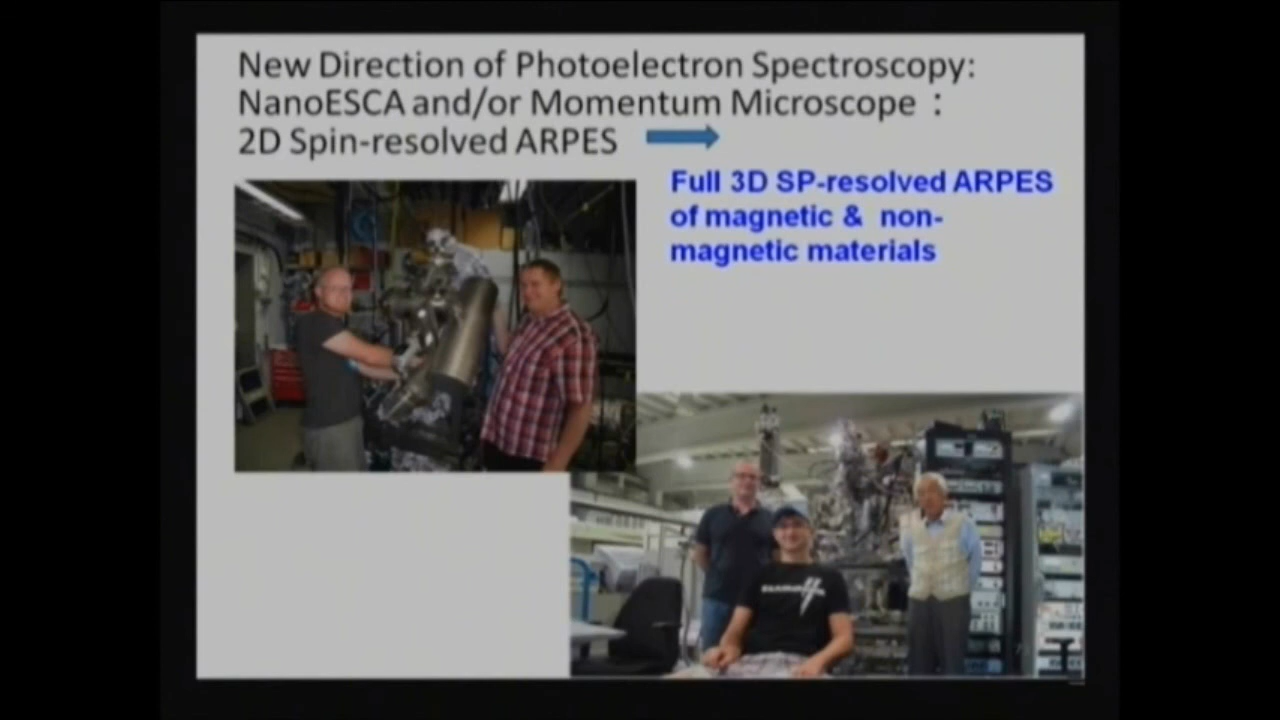 New Direction of Photoelectron Spectroscopy:
NanoESCA and/or Momentum Microscope :
2D Spin-resolved ARPES
Full 3D SP-resolved ARPES
of magnetic & non-
magnetic materials